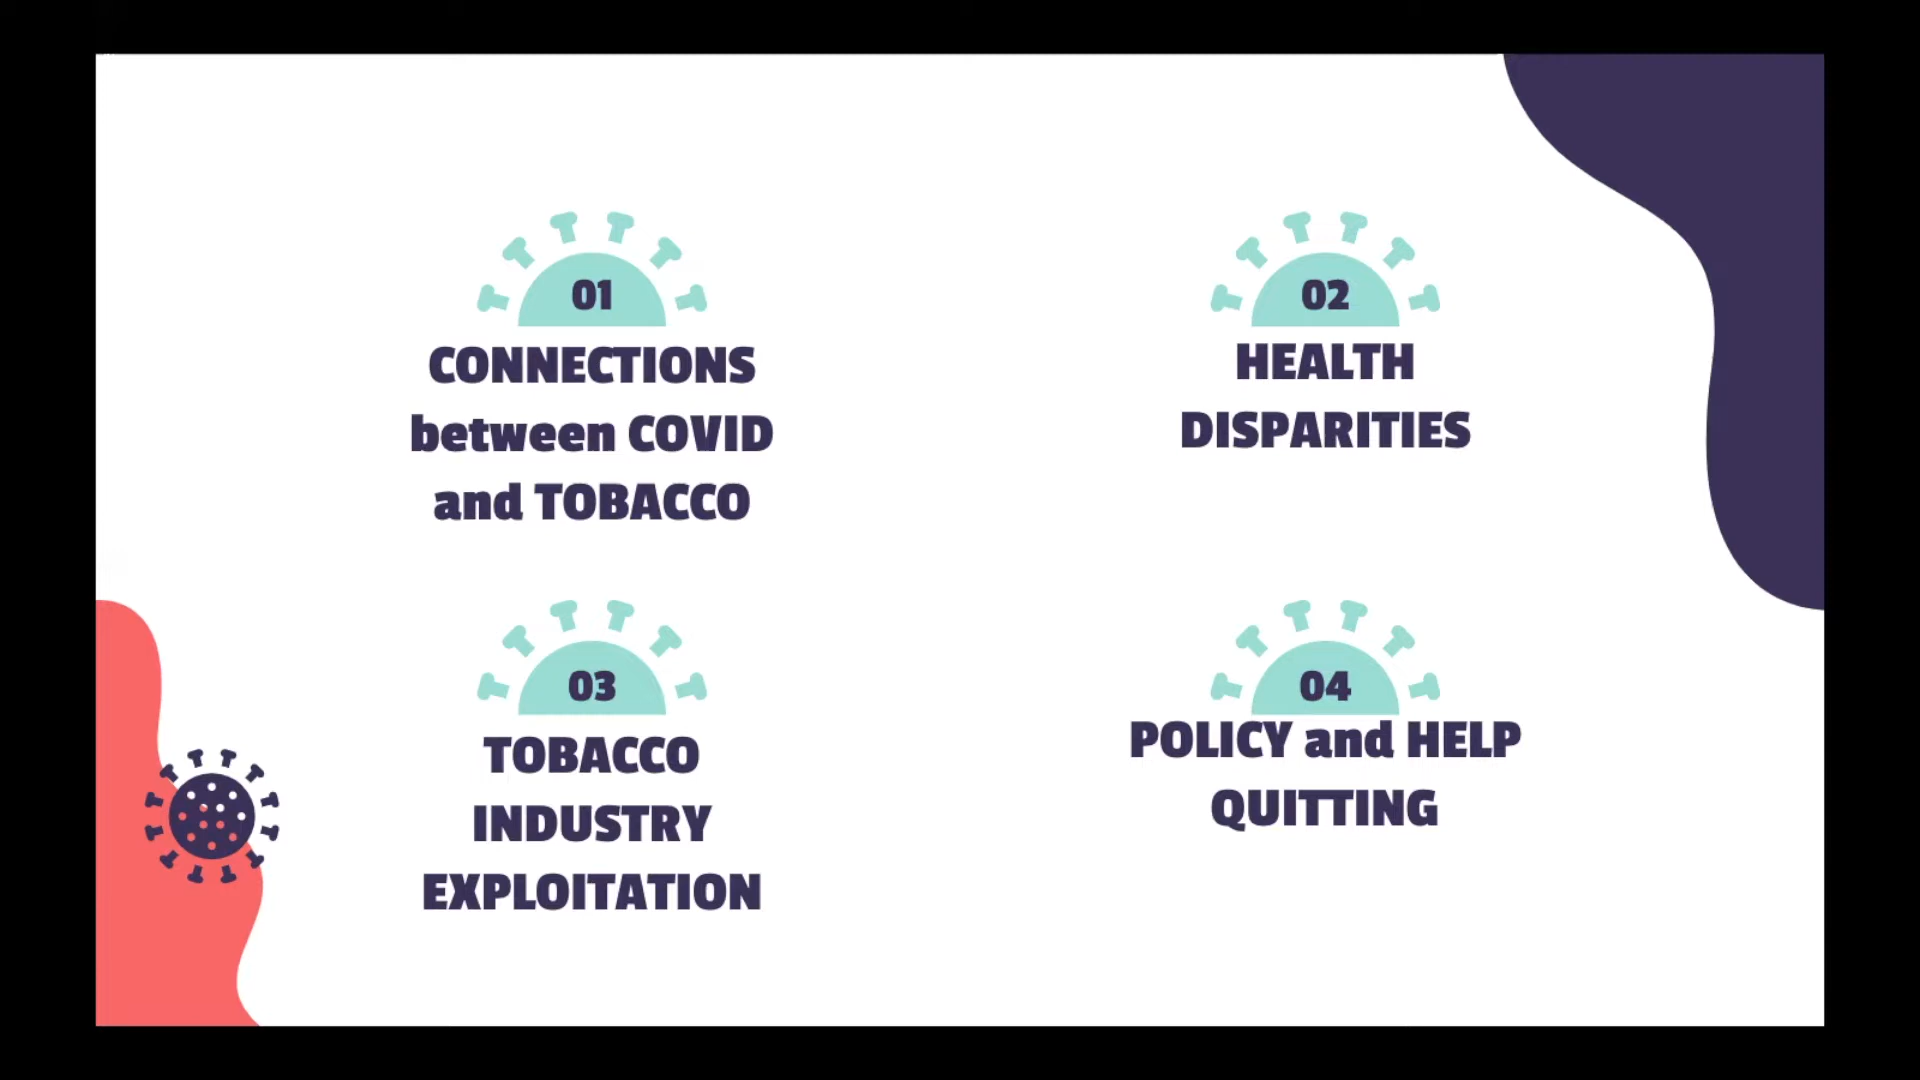 01
CONNECTIONS
between COVID
and TOBACCO
02
HEALTH
DISPARITIES
03
TOBACCO
INDUSTRY
EXPLOITATION
04
POLICY and HELP
QUITTING